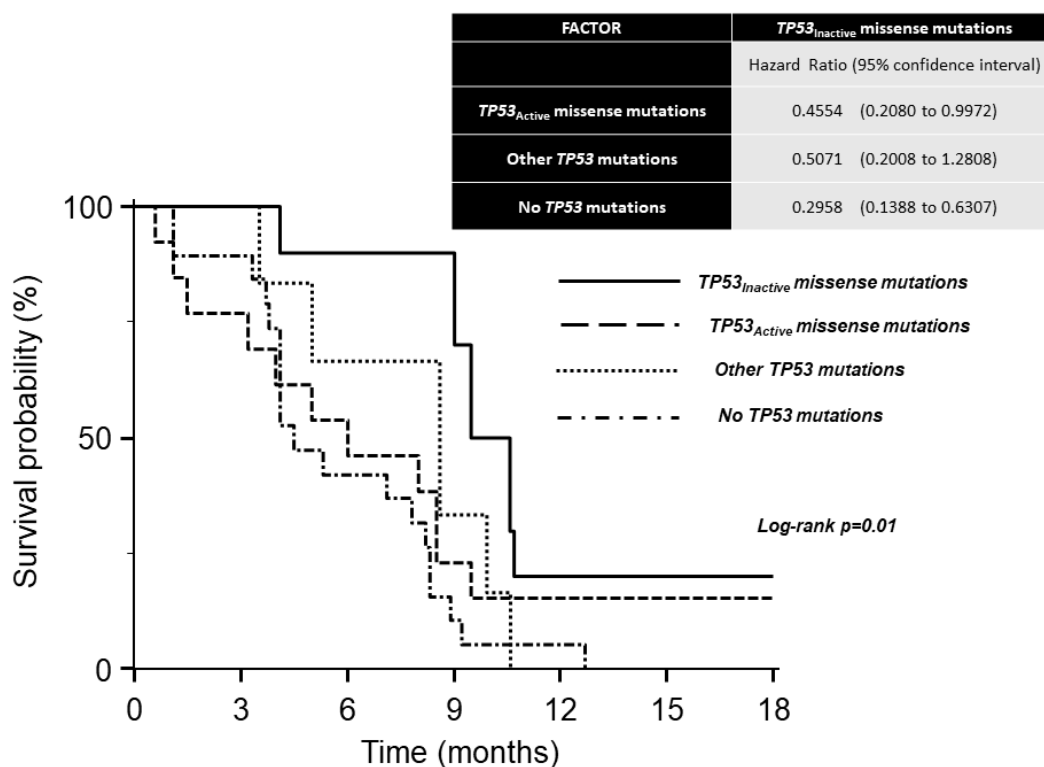 FACTOR TP53Inactive missense mutations
Hazard Ratio (95% confidence interval)
TP53Active missense mutations 0.4554 (0.2080 to 0.9972)
Other TP53 mutations 0.5071 (0.2008 to 1.2808)
No TP53 mutations 0.2958 (0.1388 to 0.6307)
TP53Inactive missense mutations
TP53Active missense mutations
Other TP53 mutations
No TP53 mutations
Log-rank p=0.01
Survival probability (%)
100
50
0
0 3 6 9 12 15 18
Time (months)